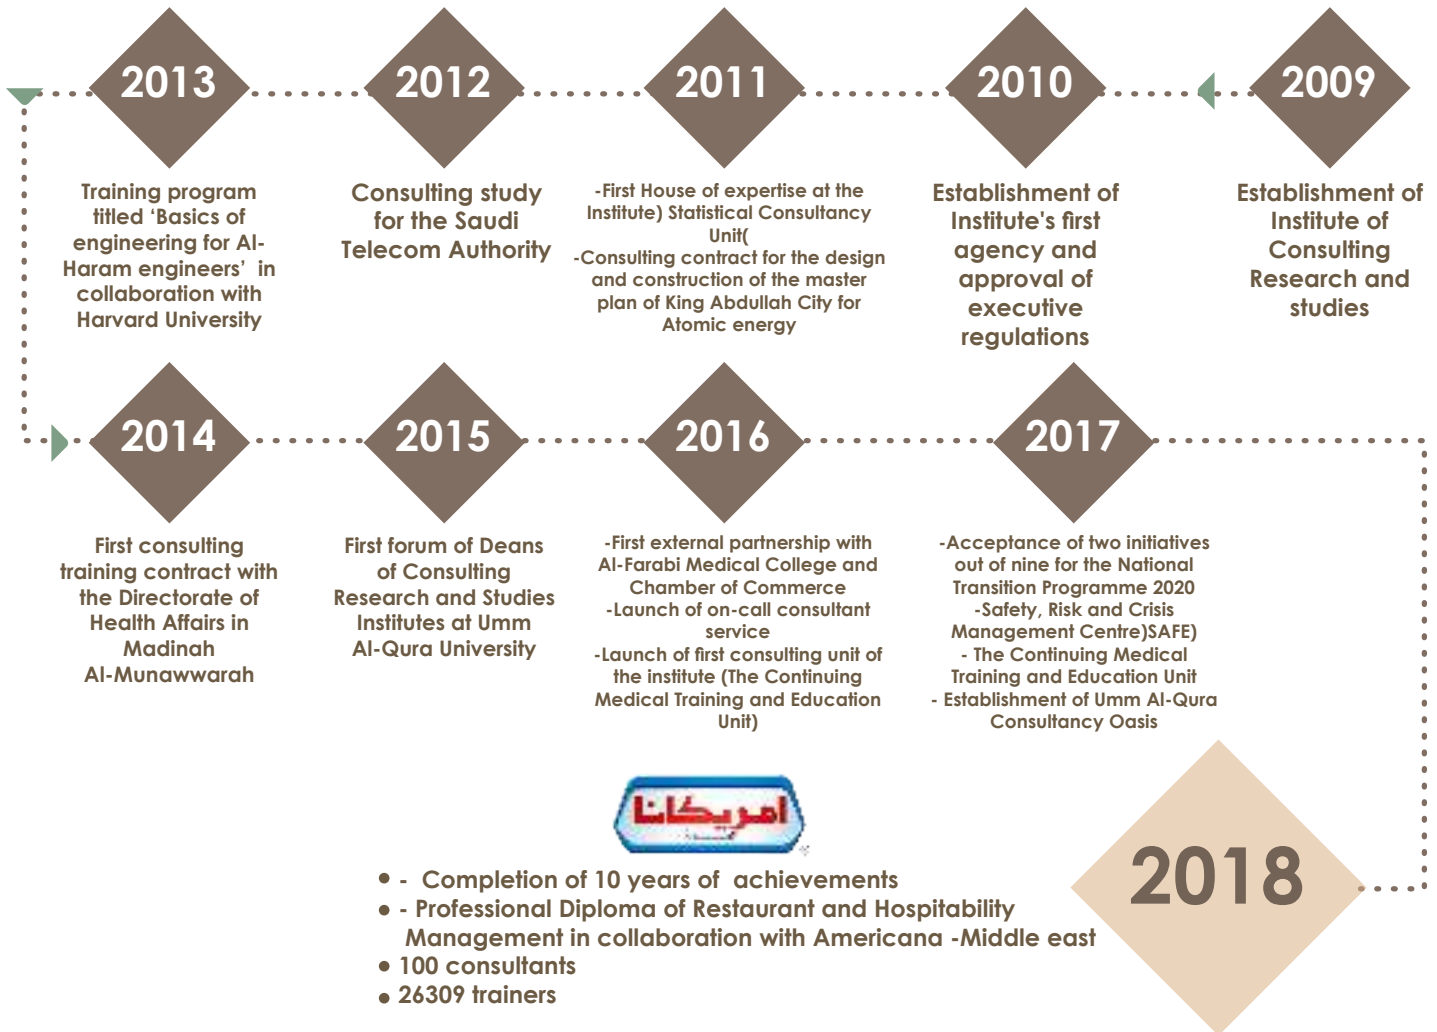 2009
Establishment of
Institute of
Consulting
Research and
studies
2010
Establishment of
Institute's first
agency and
approval of
executive
regulations
2011
-First House of expertise at the
Institute) Statistical Consultancy
Unit(
-Consulting contract for the design
and construction of the master
plan of King Abdullah City for
Atomic energy
2012
Consulting study
for the Saudi
Telecom Authority
2013
Training program
titled ‘Basics of
engineering for Al-
Haram engineers’ in
collaboration with
Harvard University
2014
First consulting
training contract with
the Directorate of
Health Affairs in
Madinah
Al-Munawwarah
2015
First forum of Deans
of Consulting
Research and Studies
Institutes at Umm
Al-Qura University
2016
-First external partnership with
Al-Farabi Medical College and
Chamber of Commerce
-Launch of on-call consultant
service
-Launch of first consulting unit of
the institute (The Continuing
Medical Training and Education
Unit)
2017
-Acceptance of two initiatives
out of nine for the National
Transition Programme 2020
-Safety, Risk and Crisis
Management Centre)SAFE)
- The Continuing Medical
Training and Education Unit
- Establishment of Umm Al-Qura
Consultancy Oasis
2018
امريكانا
• - Completion of 10 years of achievements
• - Professional Diploma of Restaurant and Hospitability
Management in collaboration with Americana -Middle east
• 100 consultants
• 26309 trainers